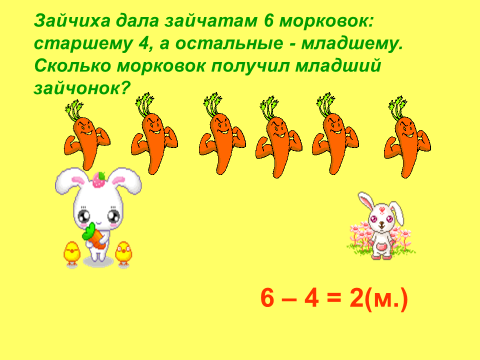 Зайчиха дала зайчатам 6 морковок:
старшему 4, а остальные - младшему.
Сколько морковок получил младший
зайчонок?
6 – 4 = 2(м.)